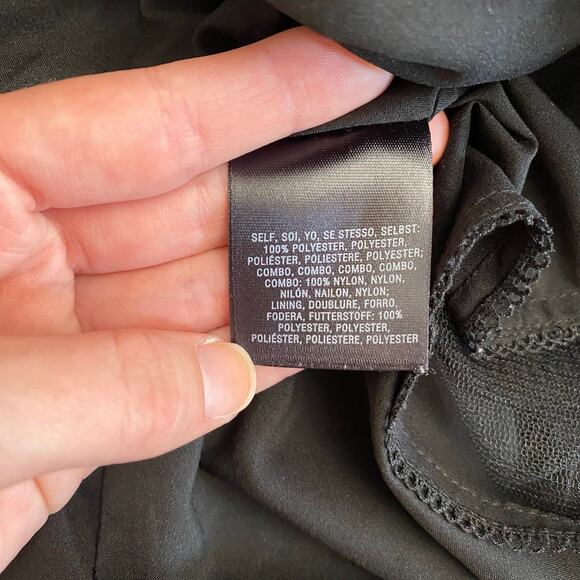 SELF, SOI, YO, SE STESSO, SELBST:
100% POLYESTER, POLYESTER,
POLIÉSTER, POLIESTERE, POLYESTER;
COMBO, COMBO, COMBO, COMBO,
COMBO: 100% NYLON, NYLON,
NILÓN, NAILON, NYLON;
LINING, DOUBLURE, FORRO,
FODERA, FUTTERSTOFF: 100%
POLYESTER, POLYESTER,
POLIÉSTER, POLIESTERE, POLYESTER